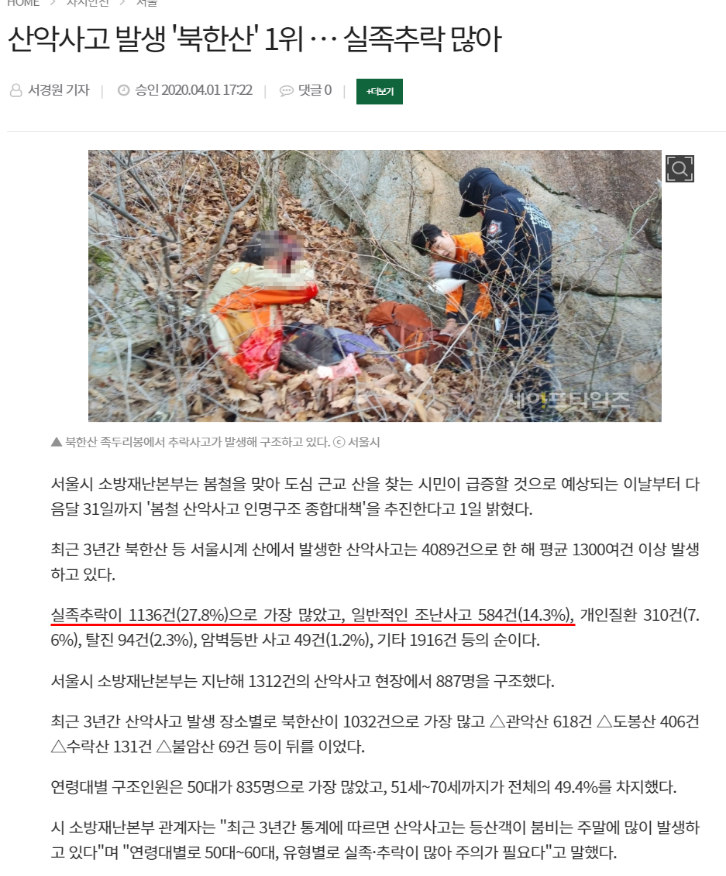 HOME > 자치안전 > 서울
산악사고 발생 '북한산' 1위 … 실족추락 많아
서경원 기자 | 승인 2020.04.01 17:22 | 댓글 0 | +더보기
세이프타임즈
▲ 북한산 족두리봉에서 추락사고가 발생해 구조하고 있다. ⓒ 서울시
서울시 소방재난본부는 봄철을 맞아 도심 근교 산을 찾는 시민이 급증할 것으로 예상되는 이날부터 다
음달 31일까지 '봄철 산악사고 인명구조 종합대책'을 추진한다고 1일 밝혔다.
최근 3년간 북한산 등 서울시계 산에서 발생한 산악사고는 4089건으로 한 해 평균 1300여건 이상 발생
하고 있다.
실족추락이 1136건(27.8%)으로 가장 많았고, 일반적인 조난사고 584건(14.3%), 개인질환 310건(7.
6%), 탈진 94건(2.3%), 암벽등반 사고 49건(1.2%), 기타 1916건 등의 순이다.
서울시 소방재난본부는 지난해 1312건의 산악사고 현장에서 887명을 구조했다.
최근 3년간 산악사고 발생 장소별로 북한산이 1032건으로 가장 많고 △관악산 618건 △도봉산 406건
△수락산 131건 △불암산 69건 등이 뒤를 이었다.
연령대별 구조인원은 50대가 835명으로 가장 많았고, 51세~70세까지가 전체의 49.4%를 차지했다.
시 소방재난본부 관계자는 "최근 3년간 통계에 따르면 산악사고는 등산객이 붐비는 주말에 많이 발생하
고 있다"며 "연령대별로 50대~60대, 유형별로 실족·추락이 많아 주의가 필요다"고 말했다.